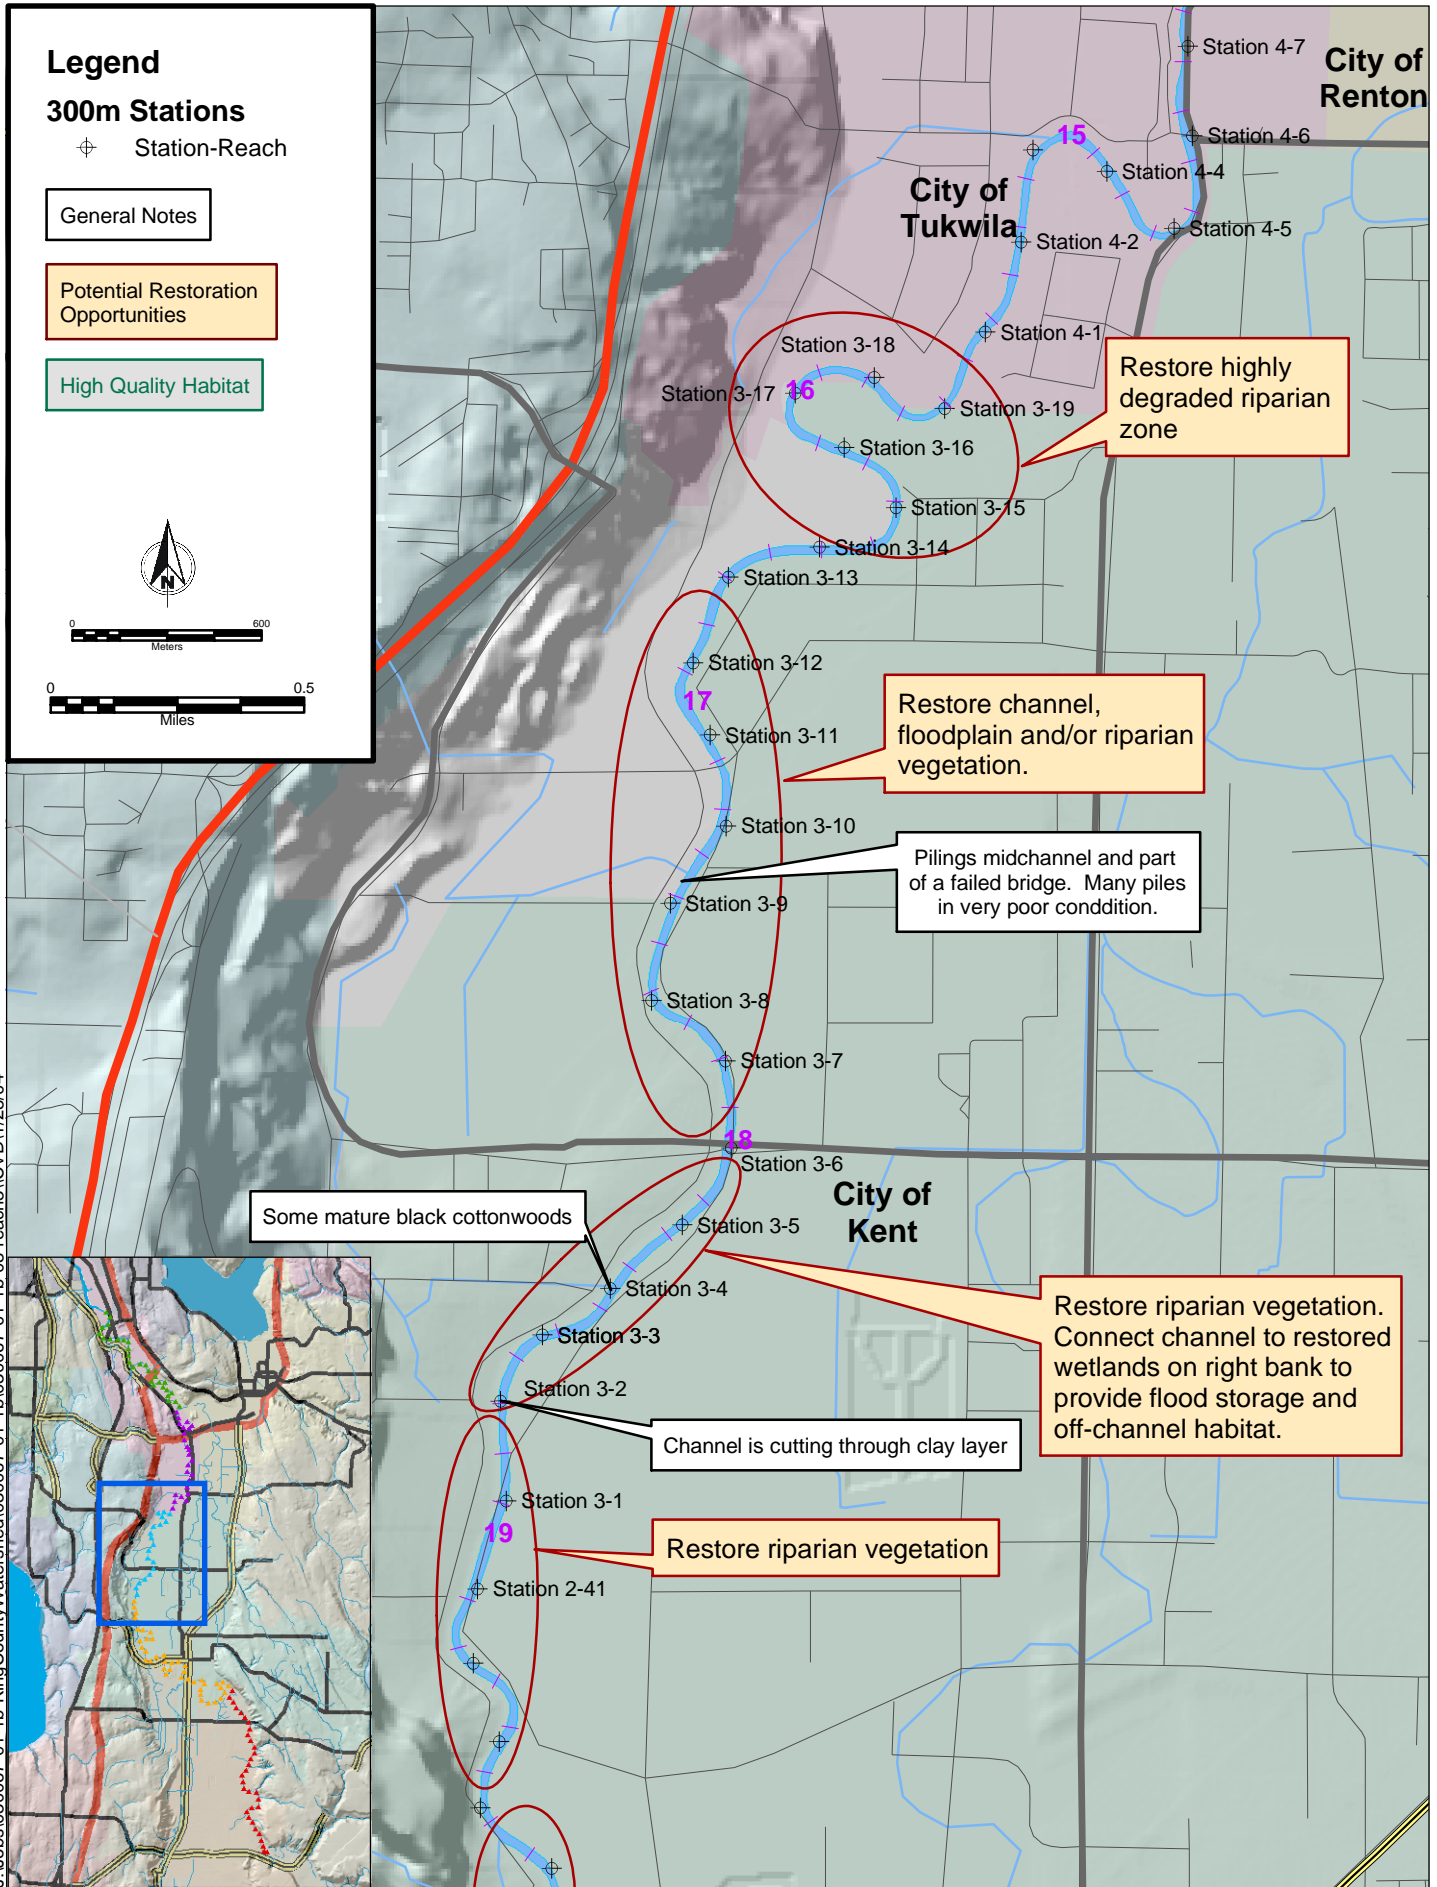 Legend
300m Stations
Station-Reach
General Notes
Potential Restoration
Opportunities
High Quality Habitat
N
0 600
Meters
0 0.5
Miles
Station 4-7
City of
Renton
15
Station 4-6
Station 4-4
City of
Tukwila
Station 4-5
Station 4-2
Station 4-1
Station 3-18
Restore highly
degraded riparian
zone
Station 3-17
16
Station 3-19
Station 3-16
Station 3-15
Station 3-14
Station 3-13
Station 3-12
17
Restore channel,
floodplain and/or riparian
vegetation.
Station 3-11
Station 3-10
Pilings midchannel and part
of a failed bridge. Many piles
in very poor conddition.
Station 3-9
Station 3-8
Station 3-7
18
Station 3-6
City of
Kent
Some mature black cottonwoods
Station 3-5
Station 3-4
Restore riparian vegetation.
Connect channel to restored
wetlands on right bank to
provide flood storage and
off-channel habitat.
Station 3-3
Station 3-2
Channel is cutting through clay layer
Station 3-1
19
Restore riparian vegetation
Station 2-41